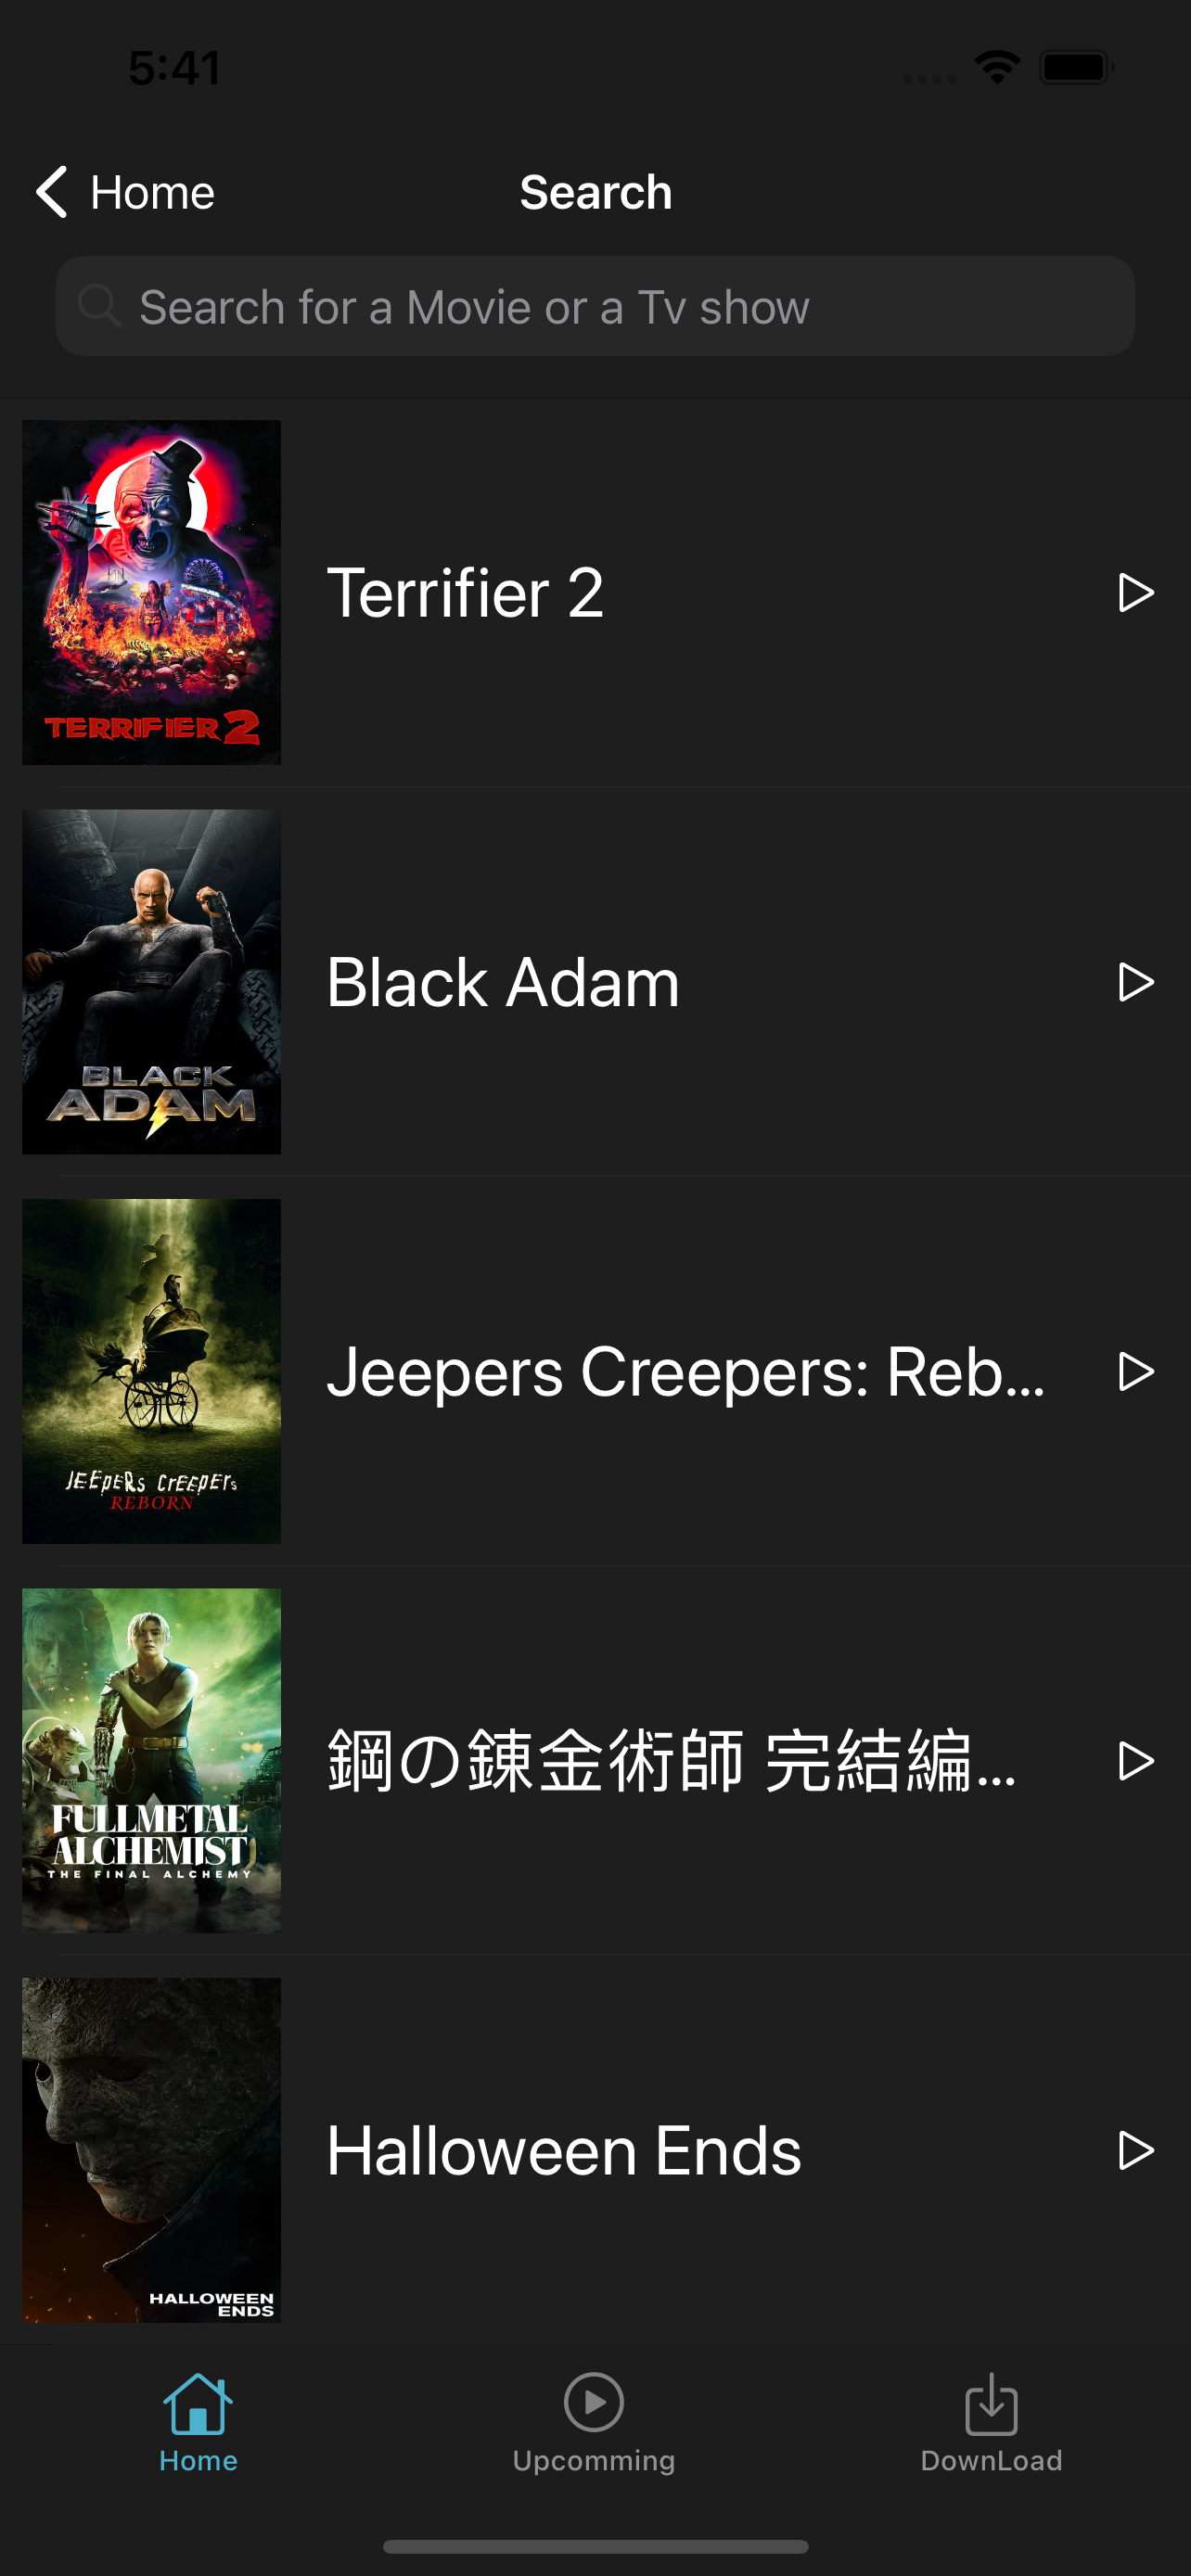 5:41
Home
Search
Search for a Movie or a Tv show
FUNHOUSE
TERRIFIER 2
Terrifier 2
BLACK
ADAM
Black Adam
JEEPERS CREEPERS
REBORN
Jeepers Creepers: Reb...
FULLMETAL
ALCHEMIST
THE FINAL ALCHEMY
鋼の錬金術師 完結編...
HALLOWEEN
ENDS
Halloween Ends
Home
Upcomming
DownLoad